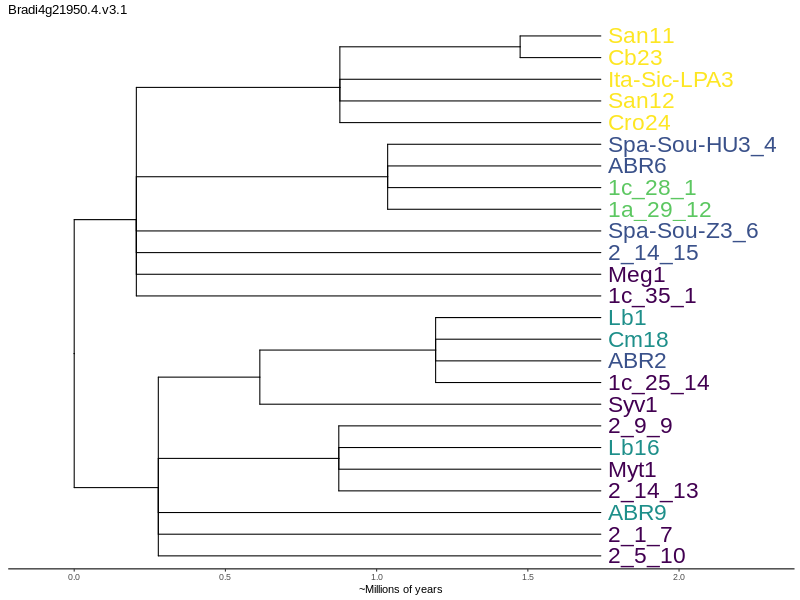 Bradi4g21950.4.v3.1
San11
Cb23
Ita-Sic-LPA3
San12
Cro24
Spa-Sou-HU3_4
ABR6
1c_28_1
1a_29_12
Spa-Sou-Z3_6
2_14_15
Meg1
1c_35_1
Lb1
Cm18
ABR2
1c_25_14
Syv1
2_9_9
Lb16
Myt1
2_14_13
ABR9
2_1_7
2_5_10
0.0 0.5 1.0 1.5 2.0
~Millions of years